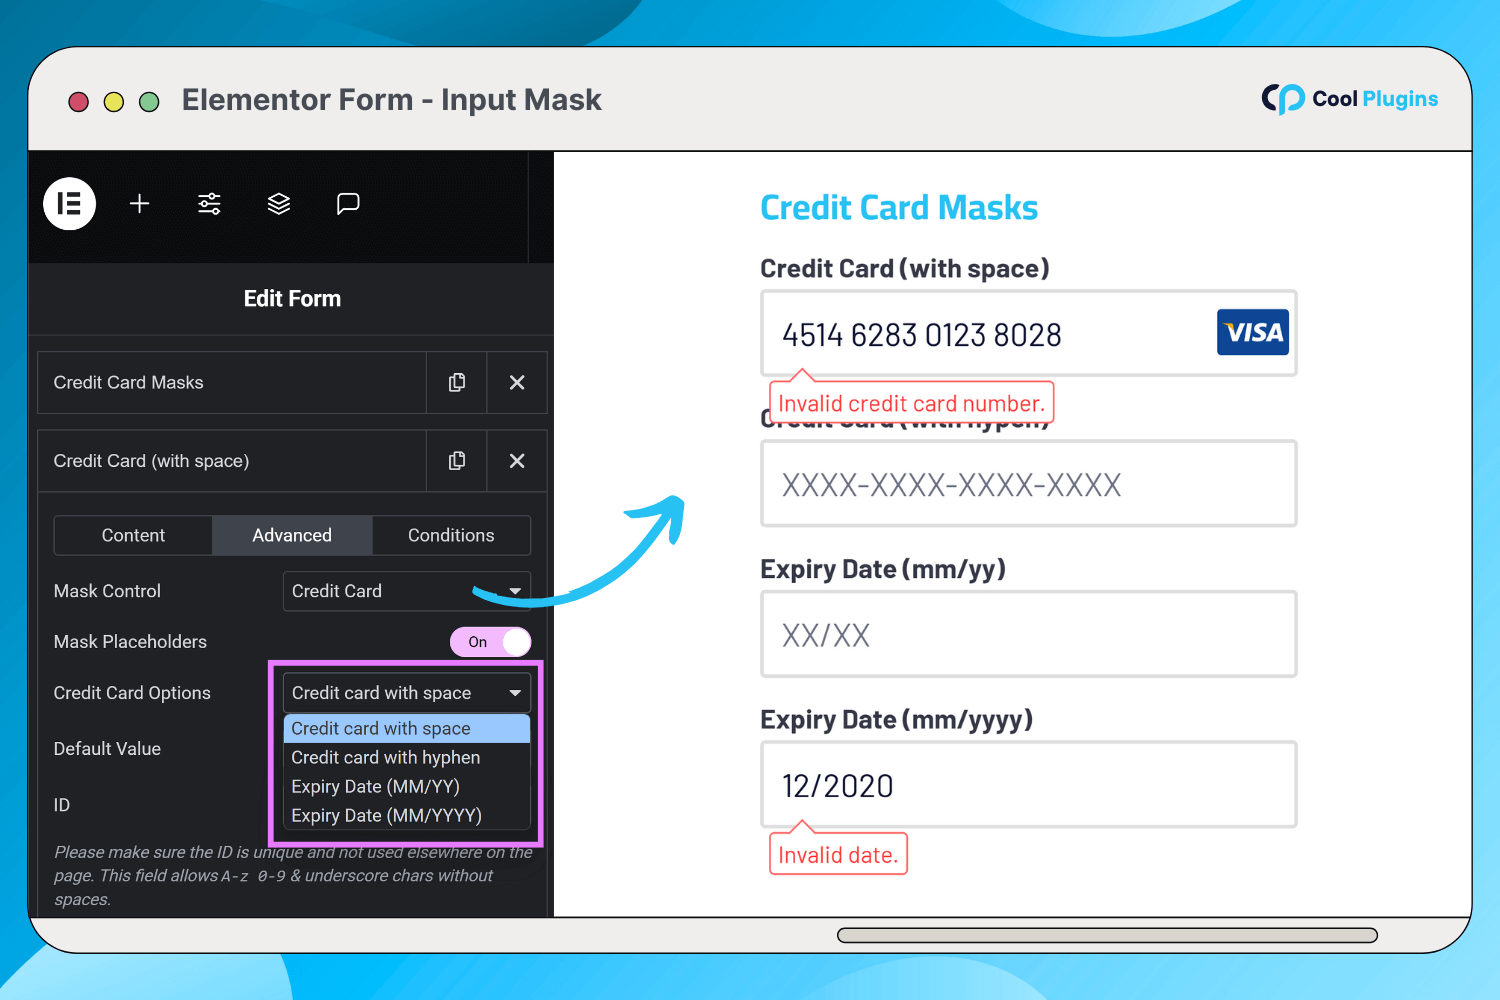 Elementor Form - Input Mask
Cool Plugins
Edit Form
Credit Card Masks
Credit Card (with space)
Content
Advanced
Conditions
Mask Control
Credit Card
Mask Placeholders
On
Credit Card Options
Credit card with space
Credit card with space
Credit card with hyphen
Expiry Date (MM/YY)
Expiry Date (MM/YYYY)
Default Value
ID
Please make sure the ID is unique and not used elsewhere on the
page. This field allows A-z 0-9 & underscore chars without
spaces.
Credit Card Masks
Credit Card (with space)
4514 6283 0123 8028
VISA
Invalid credit card number.
Credit Card (with hypen)
XXXX-XXXX-XXXX-XXXX
Expiry Date (mm/yy)
XX/XX
Expiry Date (mm/yyyy)
12/2020
Invalid date.